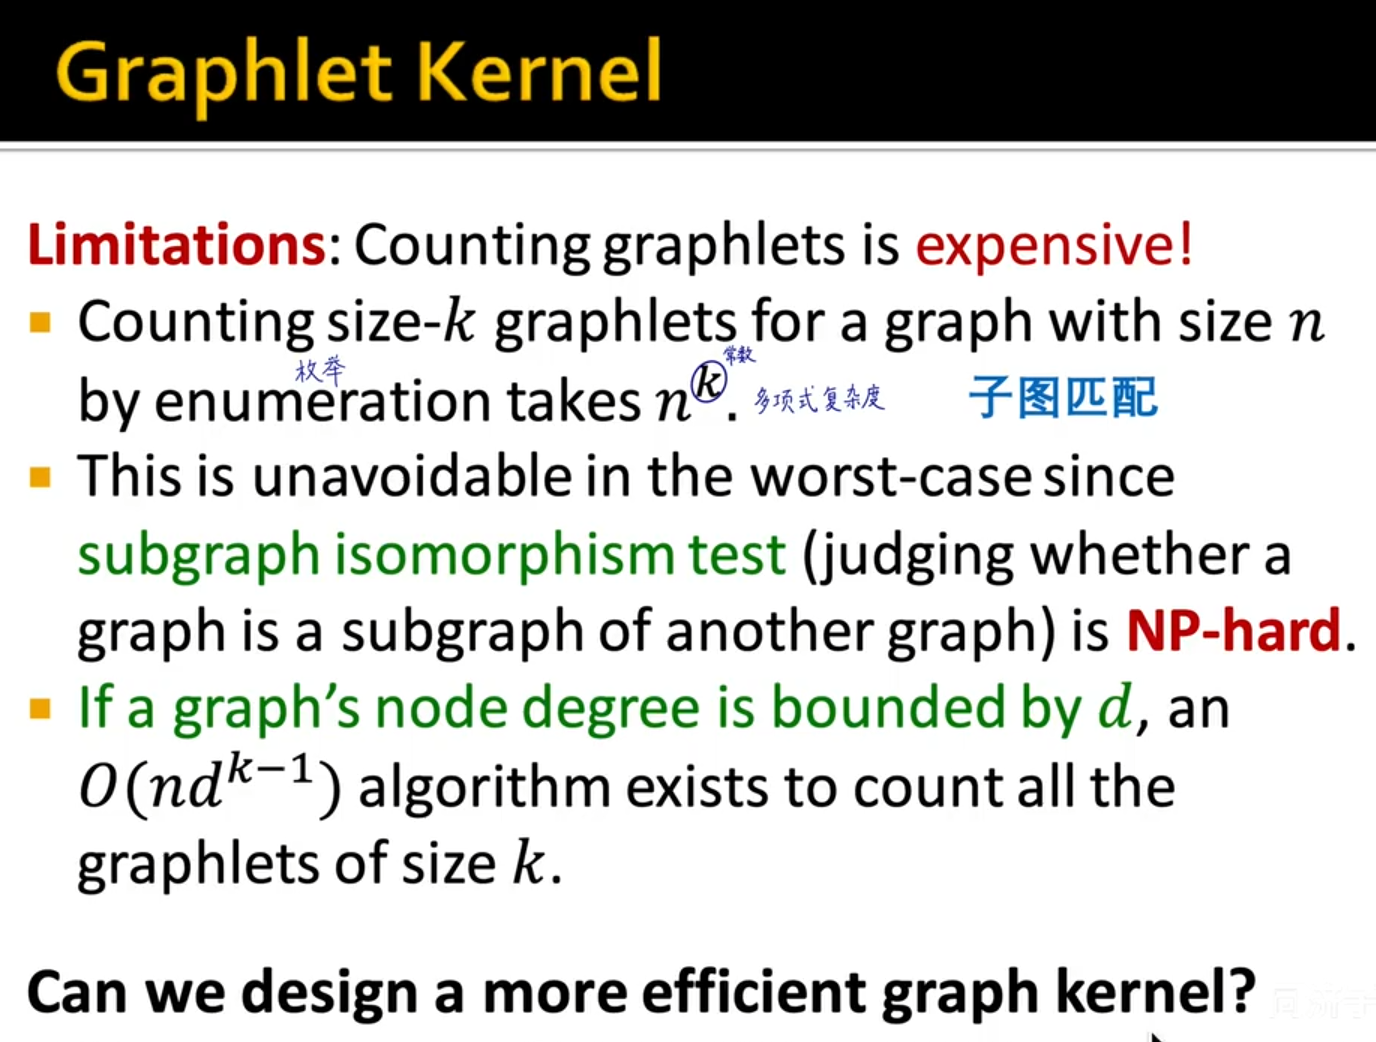 Graphlet Kernel
Limitations: Counting graphlets is expensive!
Counting size-k graphlets for a graph with size n
枚举
常数
by enumeration takes n^k. 多项式复杂度 子图匹配
This is unavoidable in the worst-case since
subgraph isomorphism test (judging whether a
graph is a subgraph of another graph) is NP-hard.
If a graph's node degree is bounded by d, an
O(nd^{k−1}) algorithm exists to count all the
graphlets of size k.
Can we design a more efficient graph kernel?